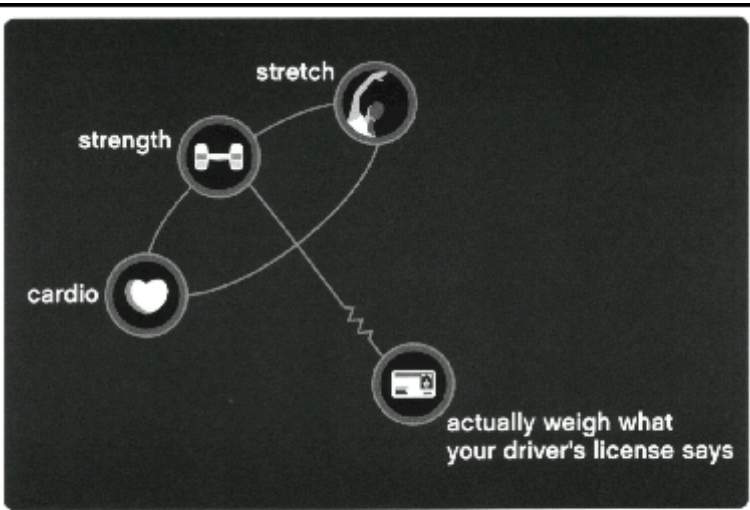 stretch
strength
cardio
actually weigh what
your driver's license says